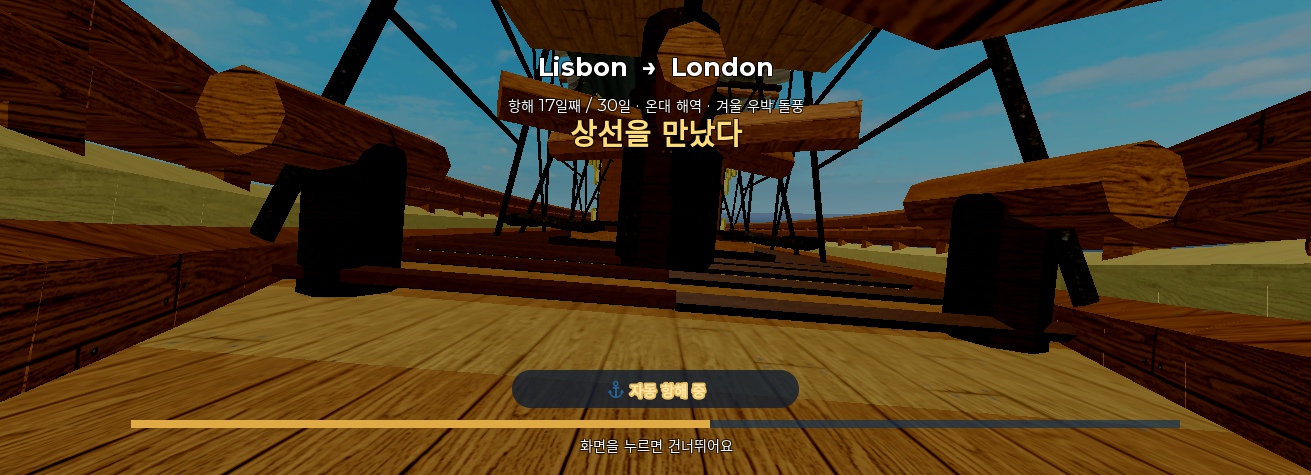 Lisbon → London
항해 17일째 / 30일 · 온대 해역 · 겨울 우박 돌풍
상선을 만났다
⚓ 자동 항해 중
화면을 누르면 건너뛰어요